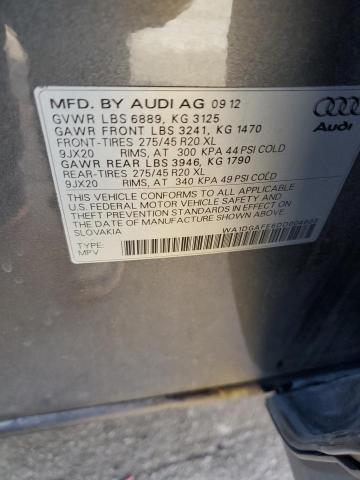 MFD. BY AUDI AG 09 12
GVWR LBS 6889, KG 3125
GAWR FRONT LBS 3241, KG 1470
FRONT-TIRES 275/45 R20 XL
9JX20 RIMS, AT 300 KPA 44 PSI COLD
GAWR REAR LBS 3946, KG 1790
REAR-TIRES 275/45 R20 XL
9JX20 RIMS, AT 340 KPA 49 PSI COLD
THIS VEHICLE CONFORMS TO ALL APPLICABLE
U.S. FEDERAL MOTOR VEHICLE SAFETY AND
THEFT PREVENTION STANDARDS IN EFFECT
ON THE DATE OF MANUFACTURE SHOWN ABOVE
SLOVAKIA
TYPE:
MPV
Audi